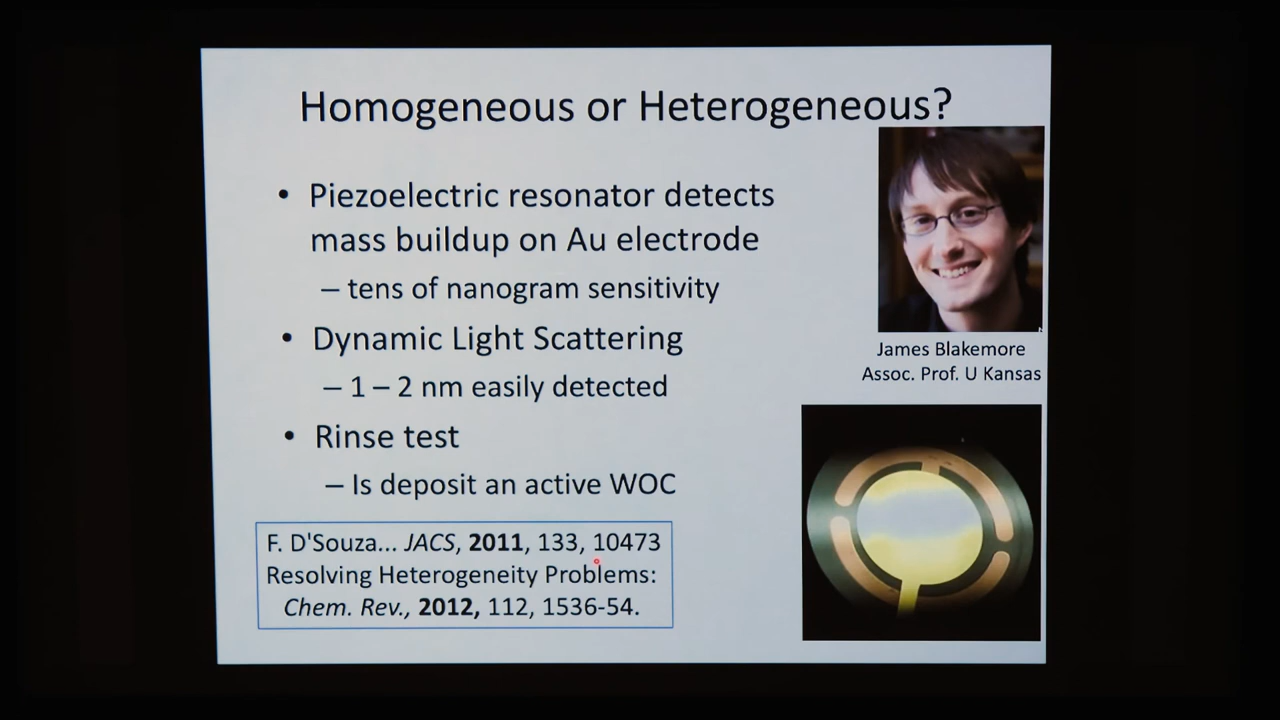 Homogeneous or Heterogeneous?
• Piezoelectric resonator detects
mass buildup on Au electrode
– tens of nanogram sensitivity
• Dynamic Light Scattering
– 1 – 2 nm easily detected
• Rinse test
– Is deposit an active WOC
F. D'Souza... JACS, 2011, 133, 10473
Resolving Heterogeneity Problems:
Chem. Rev., 2012, 112, 1536-54.
James Blakemore
Assoc. Prof. U Kansas